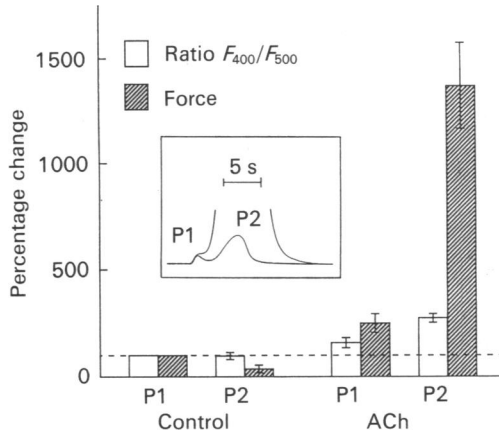 1500
1000
500
0
Percentage change
Ratio F₄₀₀/F₅₀₀
Force
5 s
P1
P2
P1 P2 P1 P2
Control ACh